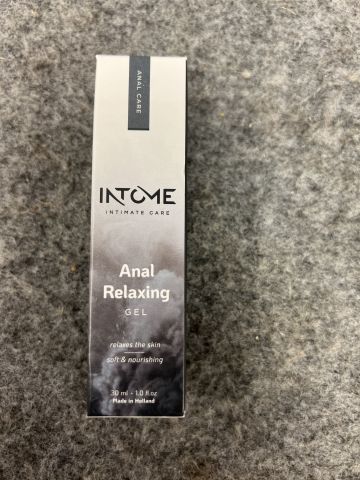 ANAL CARE
INTOME
INTIMATE CARE
Anal
Relaxing
GEL
relaxes the skin
soft & nourishing
30 ml - 1.0 fl.oz
Made in Holland